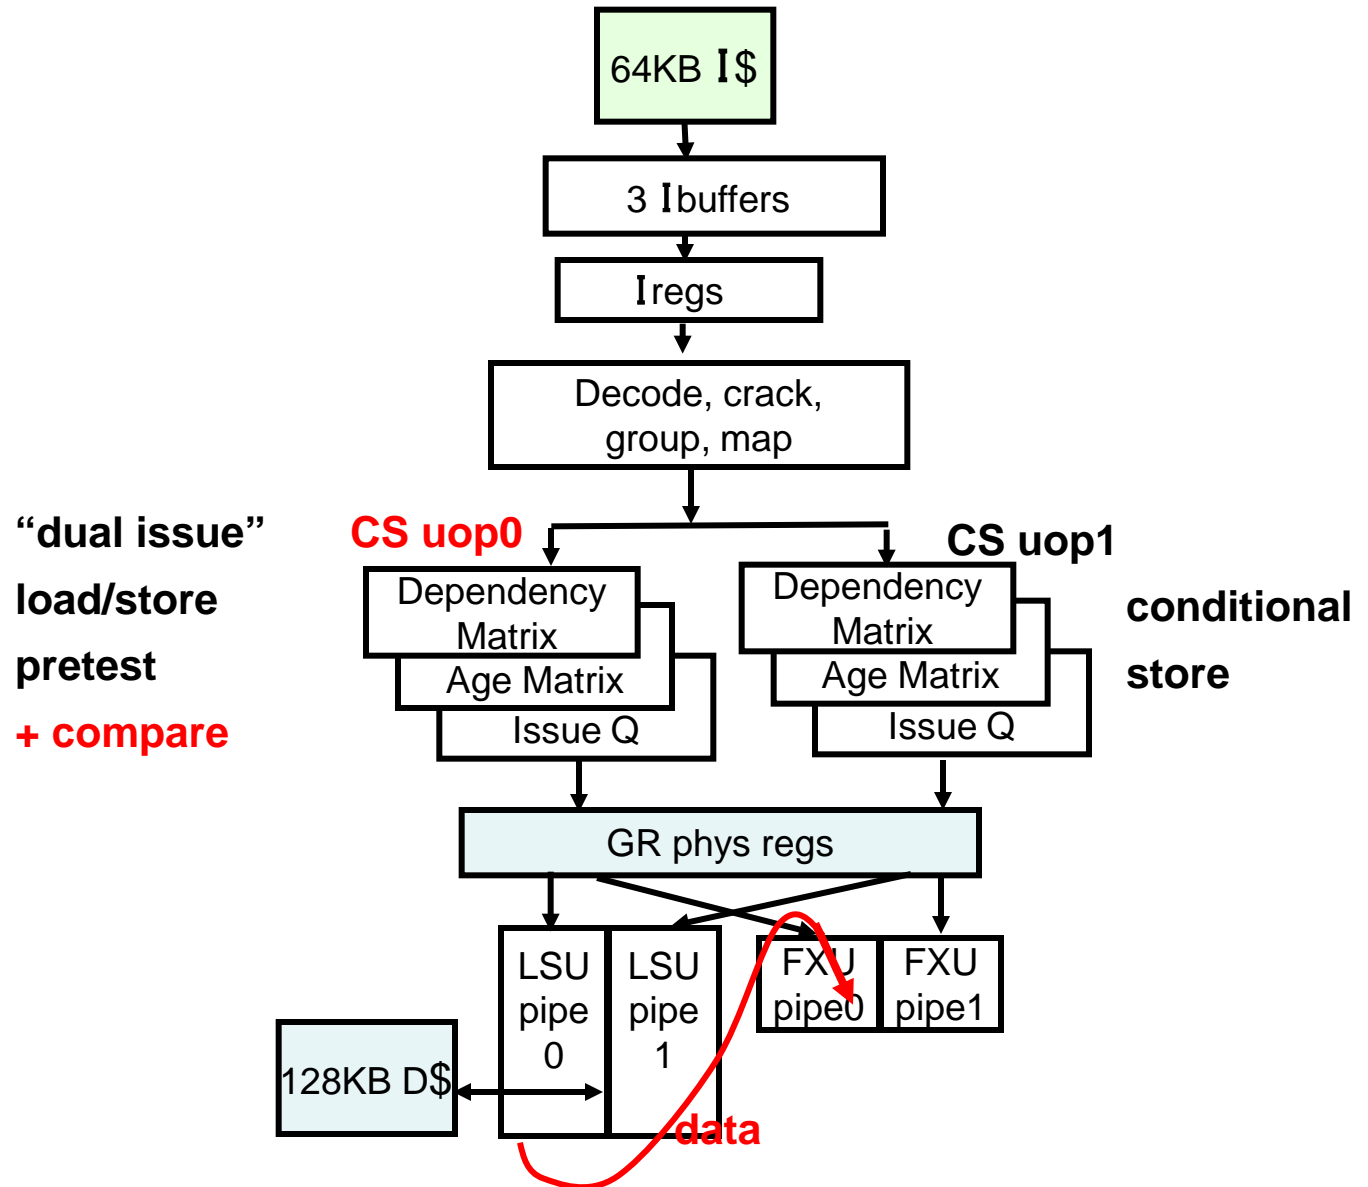 64KB I$
3 Ibuffers
Iregs
Decode, crack,
group, map
“dual issue”
load/store
pretest
+ compare
CS uop0
Dependency
Matrix
Age Matrix
Issue Q
CS uop1
Dependency
Matrix
Age Matrix
Issue Q
conditional
store
GR phys regs
LSU
pipe
0
LSU
pipe
1
FXU
pipe0
FXU
pipe1
128KB D$
data